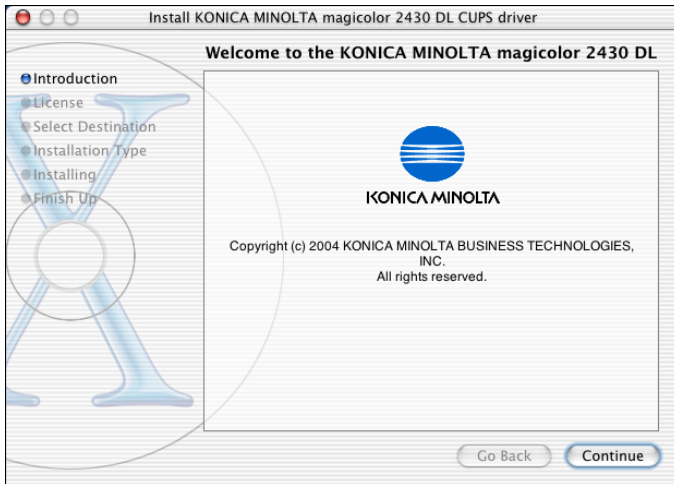 Install KONICA MINOLTA magicolor 2430 DL CUPS driver
Welcome to the KONICA MINOLTA magicolor 2430 DL
Introduction
License
Select Destination
Installation Type
Installing
Finish Up
KONICA MINOLTA
Copyright (c) 2004 KONICA MINOLTA BUSINESS TECHNOLOGIES,
INC.
All rights reserved.
Go Back
Continue